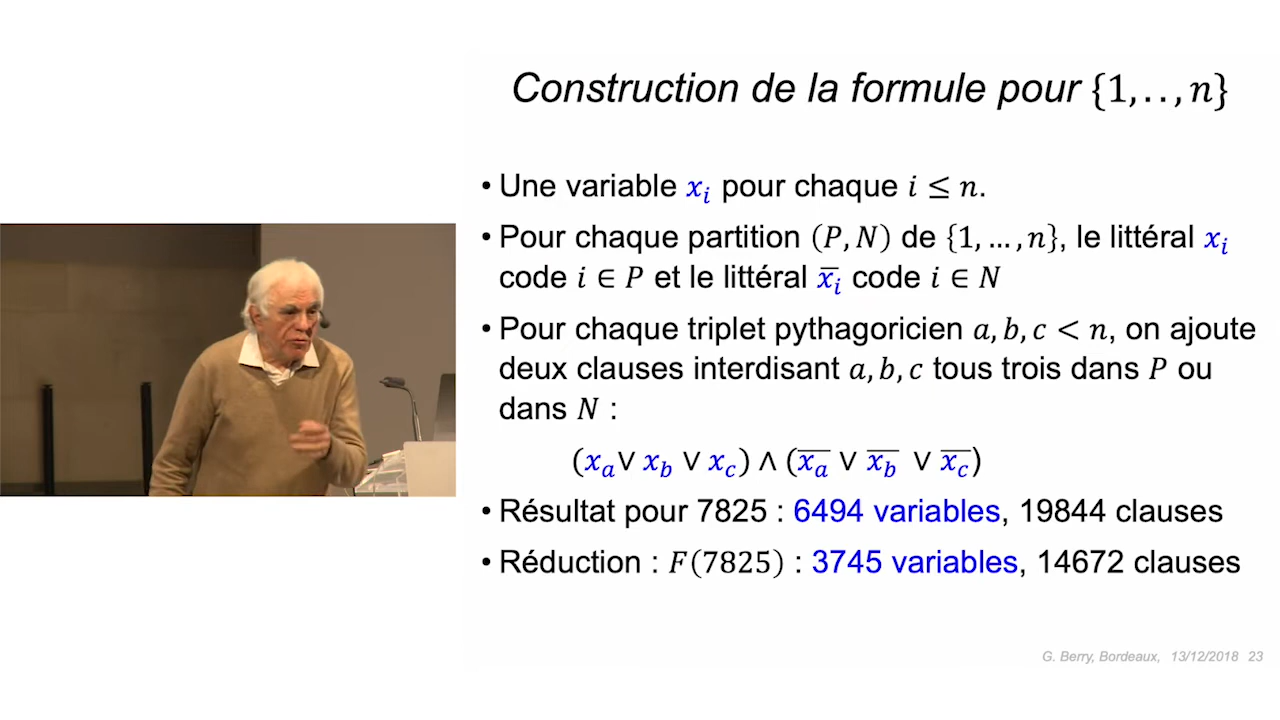 Construction de la formule pour {1,..,n}
• Une variable xᵢ pour chaque i ≤ n.
• Pour chaque partition (P, N) de {1, … , n}, le littéral xᵢ
code i ∈ P et le littéral x̅ᵢ code i ∈ N
• Pour chaque triplet pythagoricien a, b, c < n, on ajoute
deux clauses interdisant a, b, c tous trois dans P ou
dans N :
(x_a ∨ x_b ∨ x_c) ∧ (x̅_a ∨ x̅_b ∨ x̅_c)
• Résultat pour 7825 : 6494 variables, 19844 clauses
• Réduction : F(7825) : 3745 variables, 14672 clauses
G. Berry, Bordeaux, 13/12/2018 23